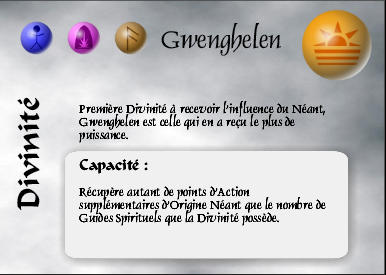 Gwenghelen
Divinité
Première Divinité à recevoir l'influence du Néant,
Gwenghelen est celle qui en a reçu le plus de
puissance.
Capacité :
Récupère autant de points d'Action
supplémentaires d'Origine Néant que le nombre de
Guides Spirituels que la Divinité possède.